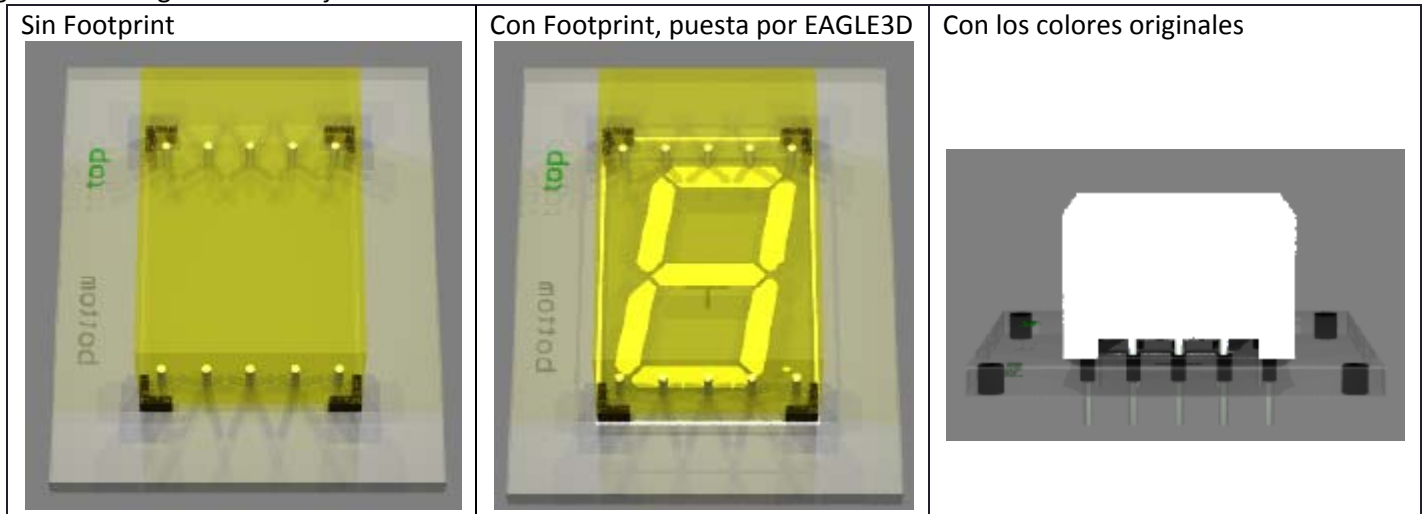 Sin Footprint
Con Footprint, puesta por EAGLE3D
Con los colores originales
top
bottom
top
bottom